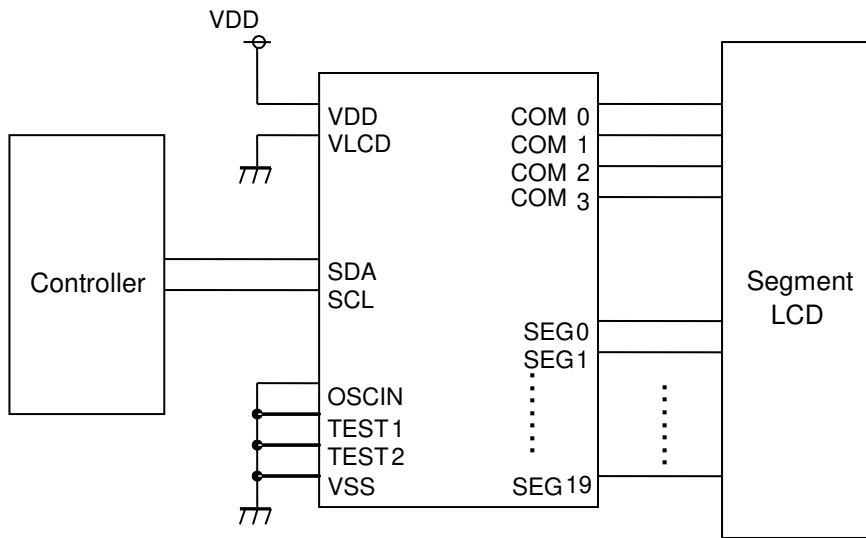 VDD
VDD
VLCD
COM 0
COM 1
COM 2
COM 3
Controller
SDA
SCL
Segment
LCD
SEG0
SEG1
OSCIN
TEST1
TEST2
VSS
SEG19